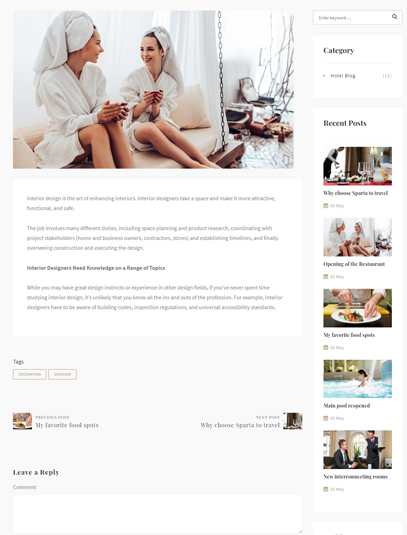 Enter keyword ...
Category
Hotel Blog
(12)
Recent Posts
Why choose Sparta to travel
20 May
Opening of the Restaurant
20 May
My favorite food spots
20 May
Main pool reopened
20 May
New interconnecting rooms
20 May
Interior design is the art of enhancing interiors. Interior designers take a space and make it more attractive,
functional, and safe.
The job involves many different duties, including space planning and product research, coordinating with
project stakeholders (home and business owners, contractors, stores) and establishing timelines, and finally
overseeing construction and executing the design.
Interior Designers Need Knowledge on a Range of Topics
While you may have great design instincts or experience in other design fields, if you've never spent time
studying interior design, it's unlikely that you know all the ins and outs of the profession. For example, interior
designers have to be aware of building codes, inspection regulations, and universal accessibility standards.
Tags
DESIGNER
PREVIOUS POST
My favorite food spots
NEXT POST
Why choose Sparta to travel
Leave a Reply
Comment